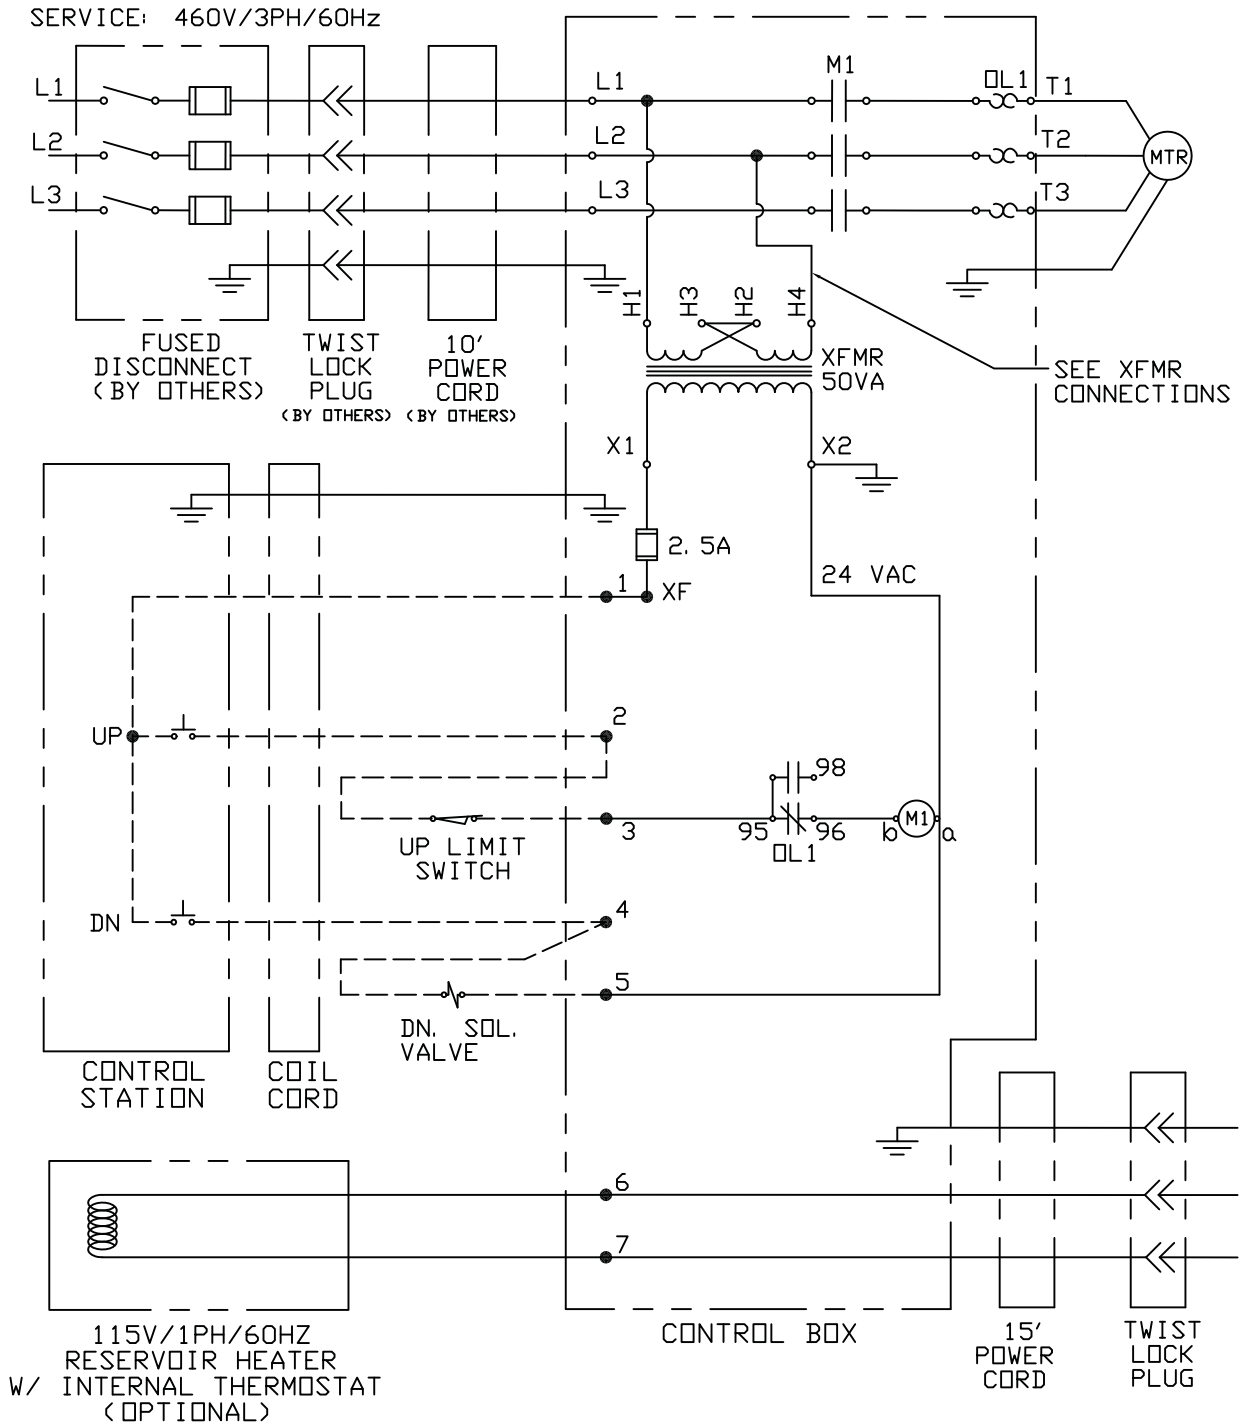 SERVICE: 460V/3PH/60Hz
L1
L2
L3
L1
L2
L3
M1
OL1
T1
T2
T3
MTR
H1
H3
H2
H4
FUSED
DISCONNECT
(BY OTHERS)
TWIST
LOCK
PLUG
(BY OTHERS)
10'
POWER
CORD
(BY OTHERS)
XFMR
50VA
SEE XFMR
CONNECTIONS
X1
X2
2.5A
24 VAC
1
XF
UP
2
98
95
96
OL1
b
M1
a
3
UP LIMIT
SWITCH
DN
4
5
DN. SOL.
VALVE
CONTROL
STATION
COIL
CORD
6
7
115V/1PH/60HZ
RESERVOIR HEATER
W/ INTERNAL THERMOSTAT
(OPTIONAL)
CONTROL BOX
15'
POWER
CORD
TWIST
LOCK
PLUG